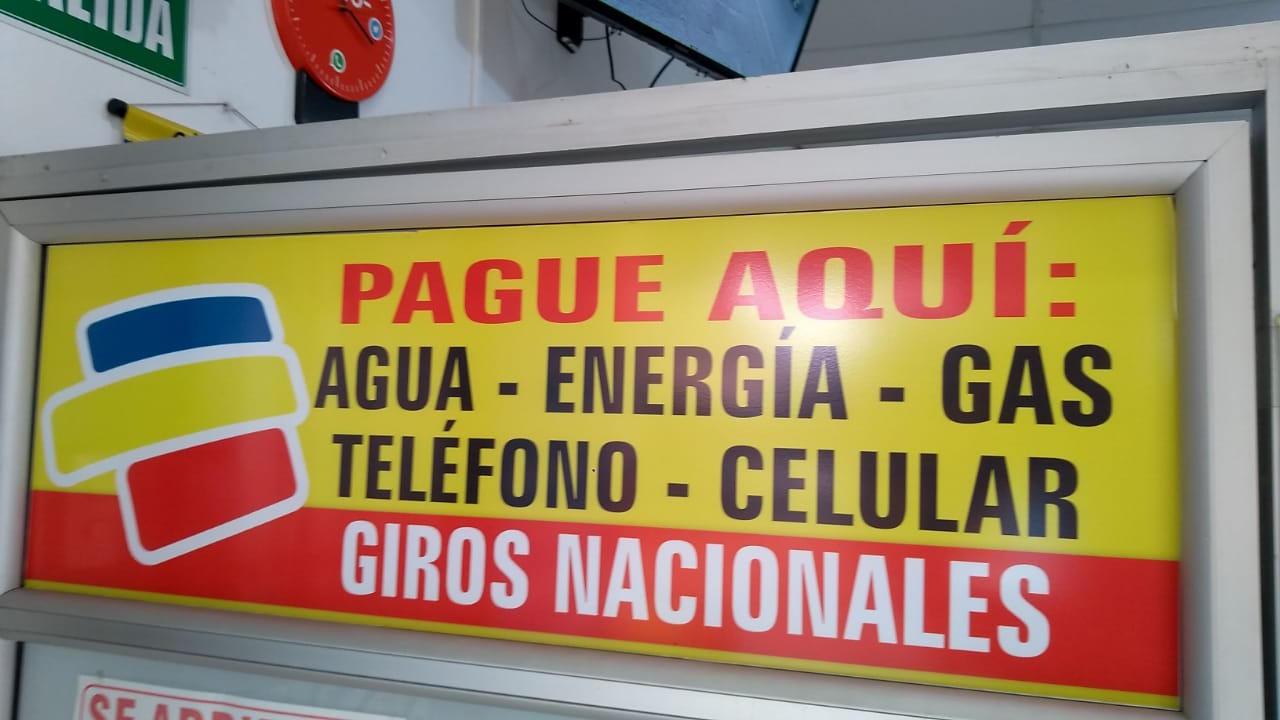 PAGUE AQUÍ:
AGUA - ENERGÍA - GAS
TELÉFONO - CELULAR
GIROS NACIONALES